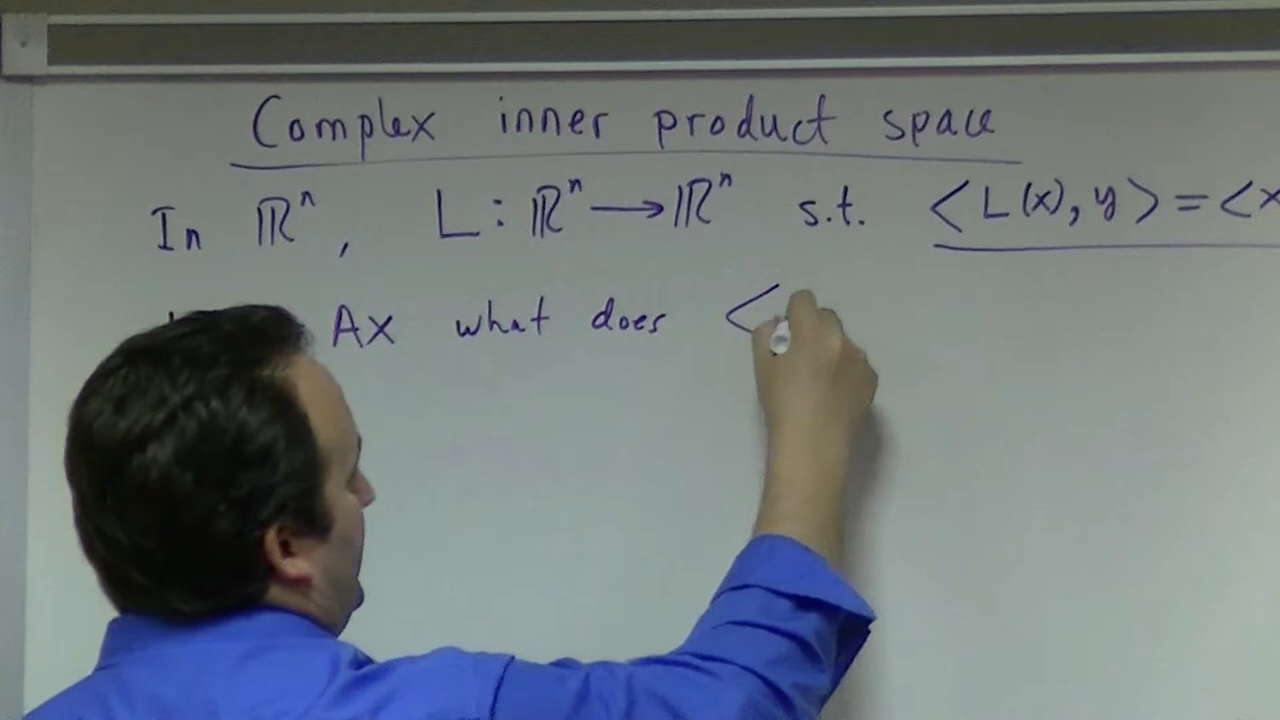 Complex inner product space
In ℝⁿ, L : ℝⁿ → ℝⁿ s.t. <L(x), y> = <x
Ax what does <